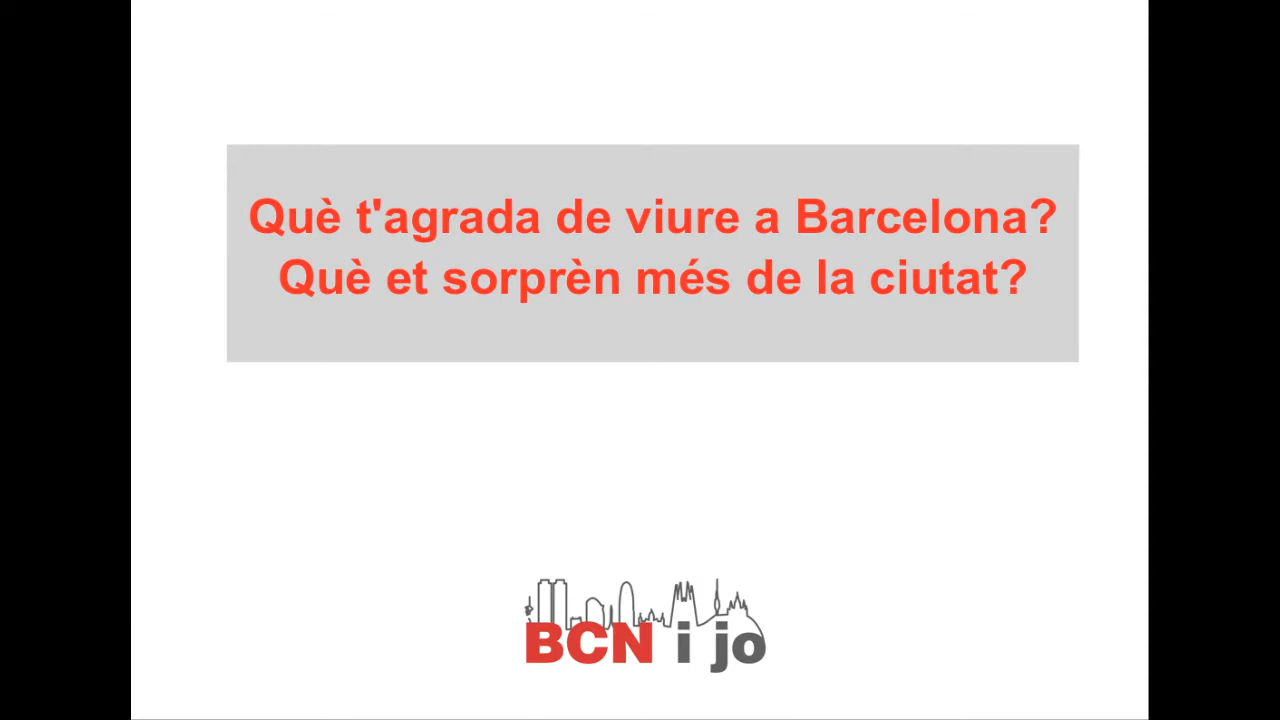 Què t'agrada de viure a Barcelona?
Què et sorprèn més de la ciutat?
BCN i jo